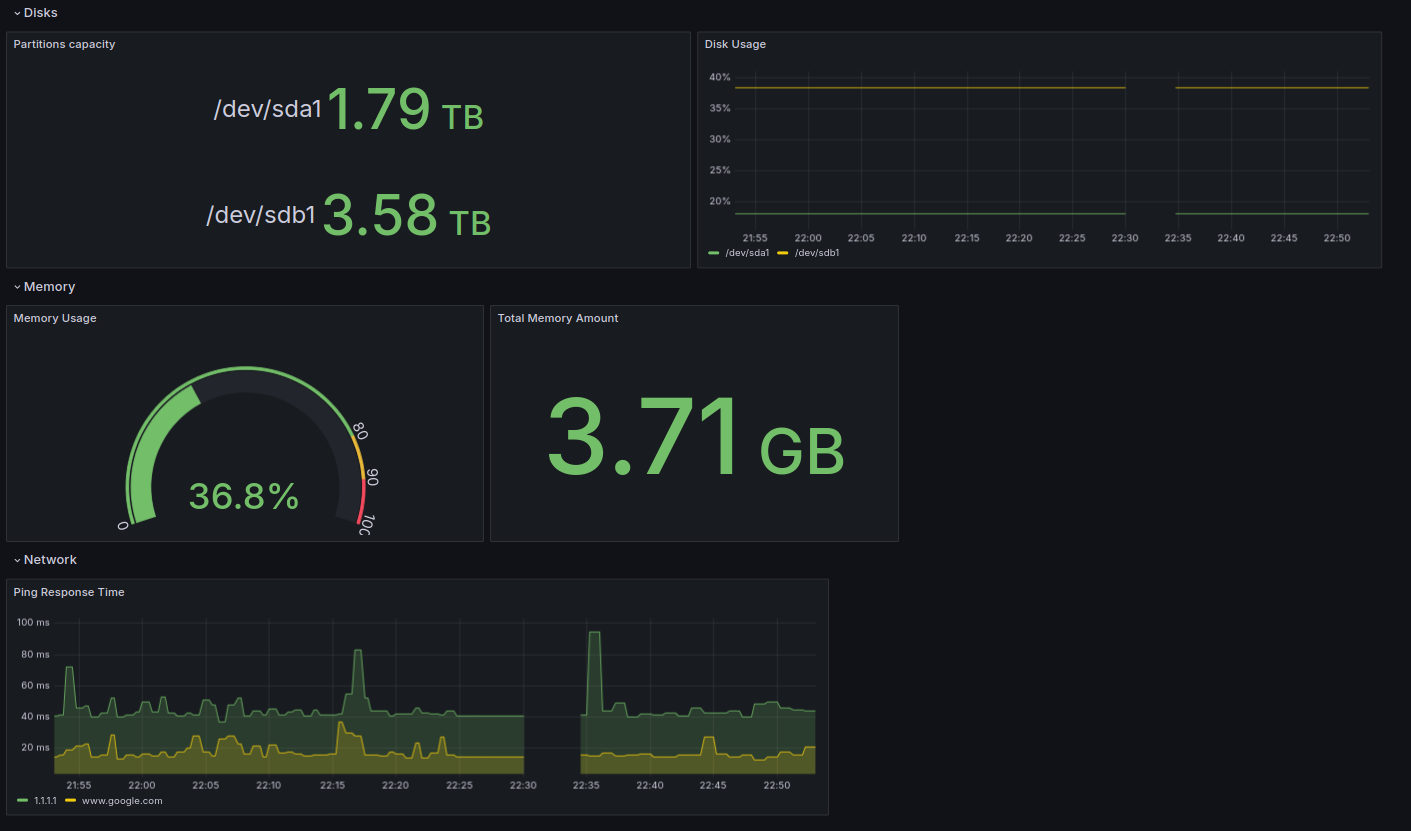 Disks
Partitions capacity
/dev/sda1 1.79 TB
/dev/sdb1 3.58 TB
Disk Usage
40%
35%
30%
25%
20%
21:55 22:00 22:05 22:10 22:15 22:20 22:25 22:30 22:35 22:40 22:45 22:50
/dev/sda1 /dev/sdb1
Memory
Memory Usage
0 80 90 100
36.8%
Total Memory Amount
3.71 GB
Network
Ping Response Time
100 ms
80 ms
60 ms
40 ms
20 ms
21:55 22:00 22:05 22:10 22:15 22:20 22:25 22:30 22:35 22:40 22:45 22:50
1.1.1.1 www.google.com